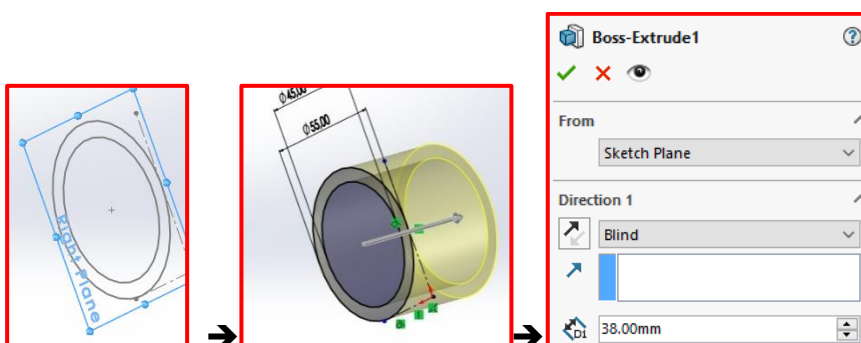 Right Plane
Ø45.00
Ø55.00
Boss-Extrude1
From
Sketch Plane
Direction 1
Blind
D1
38.00mm